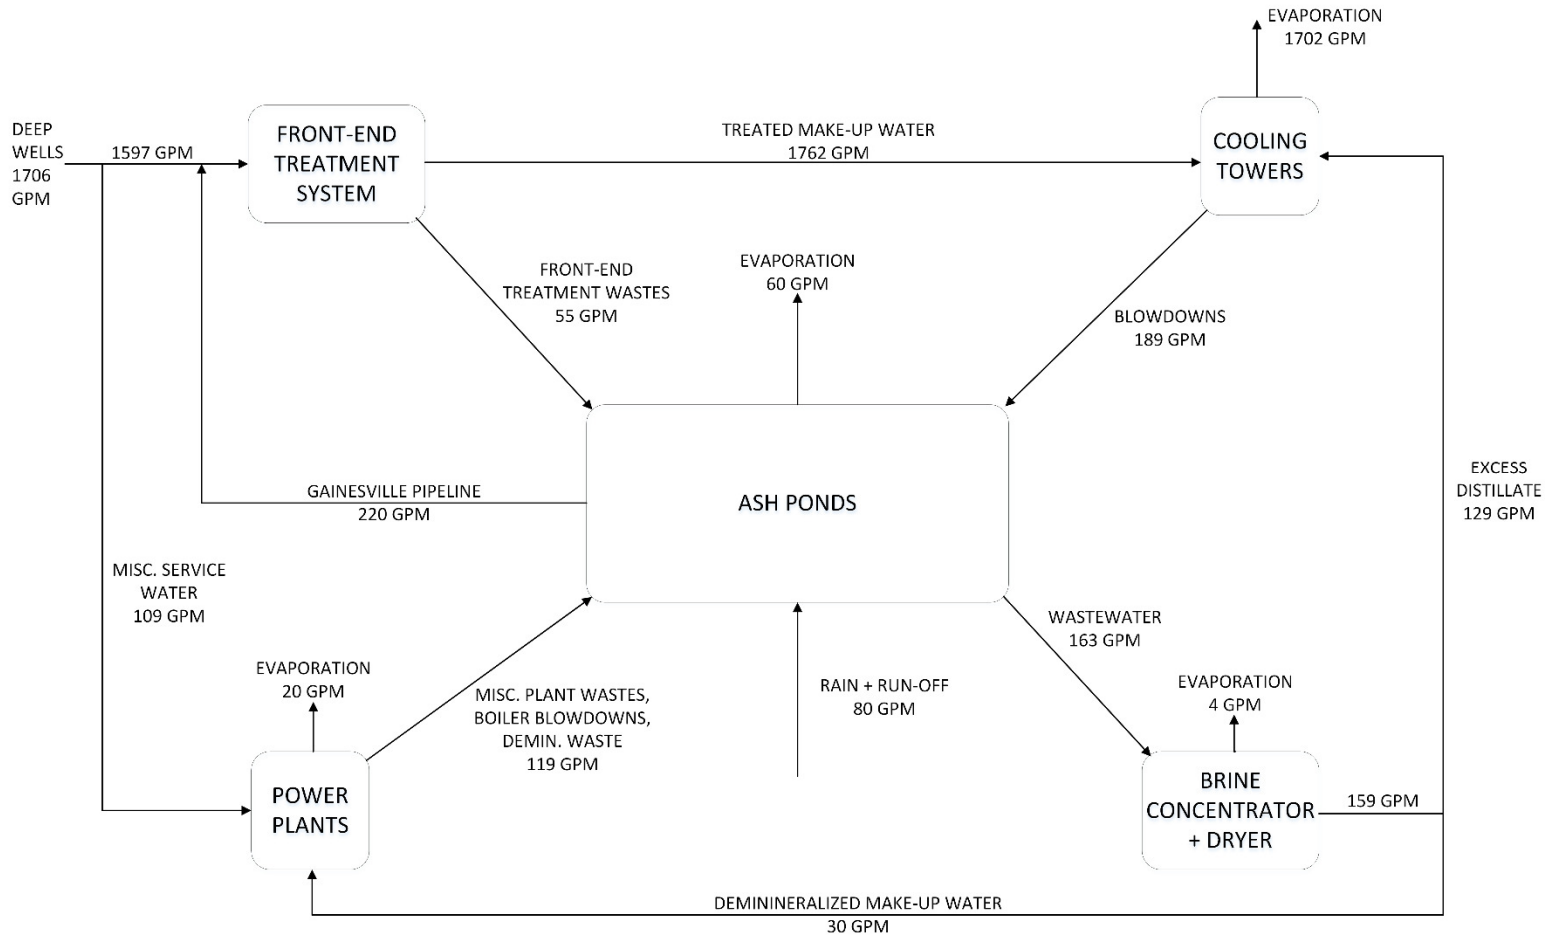 EVAPORATION
1702 GPM
DEEP
WELLS
1706
GPM
1597 GPM
FRONT-END
TREATMENT
SYSTEM
TREATED MAKE-UP WATER
1762 GPM
COOLING
TOWERS
FRONT-END
TREATMENT WASTES
55 GPM
EVAPORATION
60 GPM
BLOWDOWNS
189 GPM
GAINESVILLE PIPELINE
220 GPM
ASH PONDS
EXCESS
DISTILLATE
129 GPM
MISC. SERVICE
WATER
109 GPM
EVAPORATION
20 GPM
MISC. PLANT WASTES,
BOILER BLOWDOWNS,
DEMIN. WASTE
119 GPM
RAIN + RUN-OFF
80 GPM
WASTEWATER
163 GPM
EVAPORATION
4 GPM
POWER
PLANTS
BRINE
CONCENTRATOR
+ DRYER
159 GPM
DEMININERALIZED MAKE-UP WATER
30 GPM